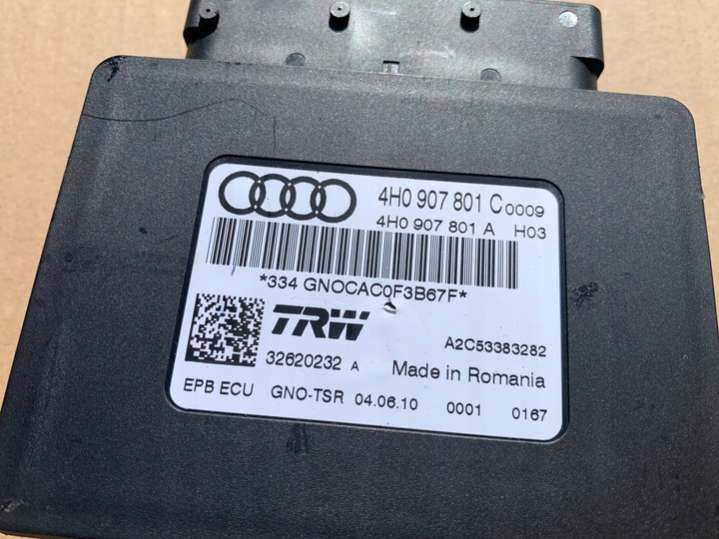 4H0 907 801 C 0009
4H0 907 801 A H03
*334 GNOCAC0F3B67F*
TRW
A2C53383282
32620232 A
Made in Romania
EPB ECU GNO-TSR 04.06.10 0001 0167